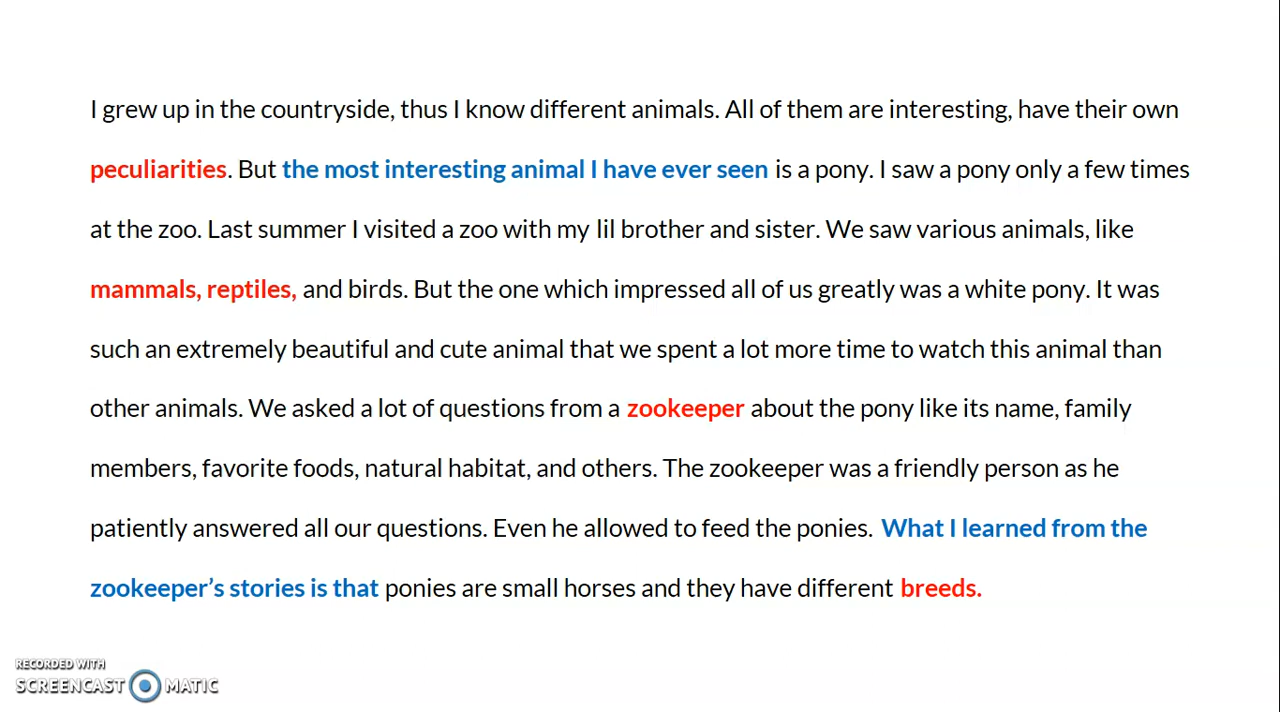 I grew up in the countryside, thus I know different animals. All of them are interesting, have their own
peculiarities. But the most interesting animal I have ever seen is a pony. I saw a pony only a few times
at the zoo. Last summer I visited a zoo with my lil brother and sister. We saw various animals, like
mammals, reptiles, and birds. But the one which impressed all of us greatly was a white pony. It was
such an extremely beautiful and cute animal that we spent a lot more time to watch this animal than
other animals. We asked a lot of questions from a zookeeper about the pony like its name, family
members, favorite foods, natural habitat, and others. The zookeeper was a friendly person as he
patiently answered all our questions. Even he allowed to feed the ponies. What I learned from the
zookeeper’s stories is that ponies are small horses and they have different breeds.
RECORDED WITH
SCREENCAST MATIC